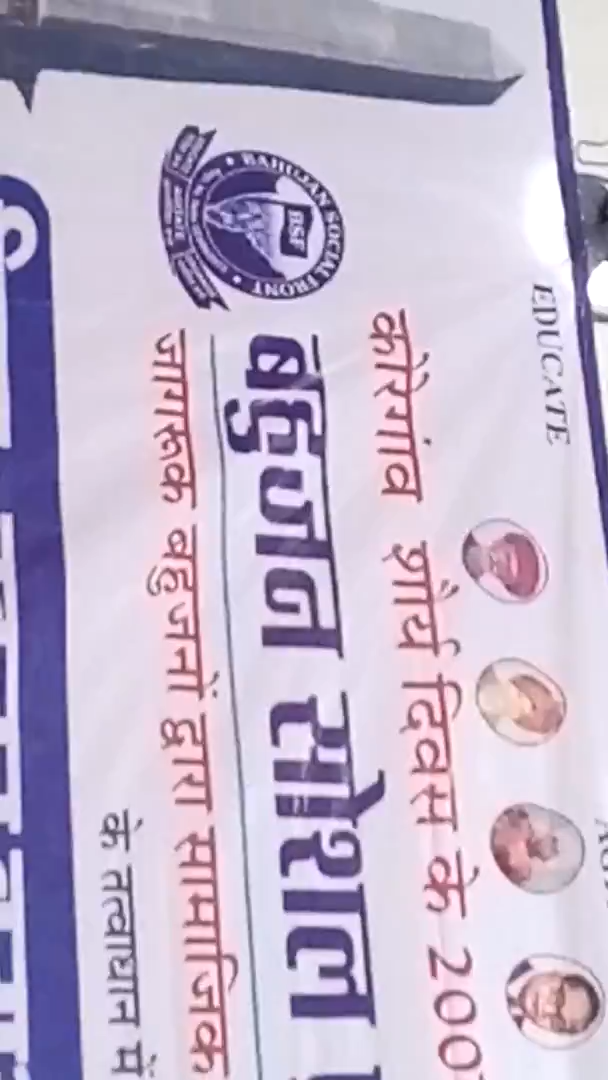 EDUCATE
कोरेगांव शौर्य दिवस के 200
BAHUJAN SOCIAL FRONT
BSF
बहुजन सोशल
जागरूक बहुजनों द्वारा सामाजिक
के तत्वाधान में